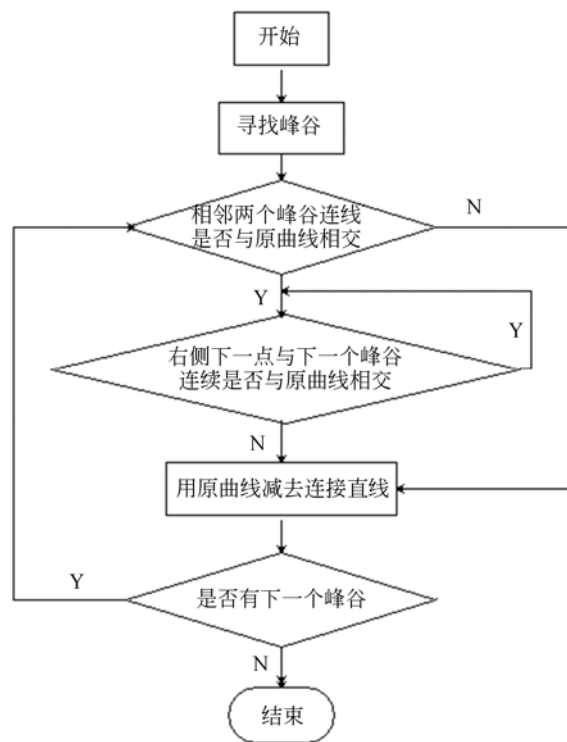 开始
寻找峰谷
相邻两个峰谷连线
是否与原曲线相交
N
Y
Y
右侧下一点与下一个峰谷
连续是否与原曲线相交
N
用原曲线减去连接直线
Y
是否有下一个峰谷
N
结束